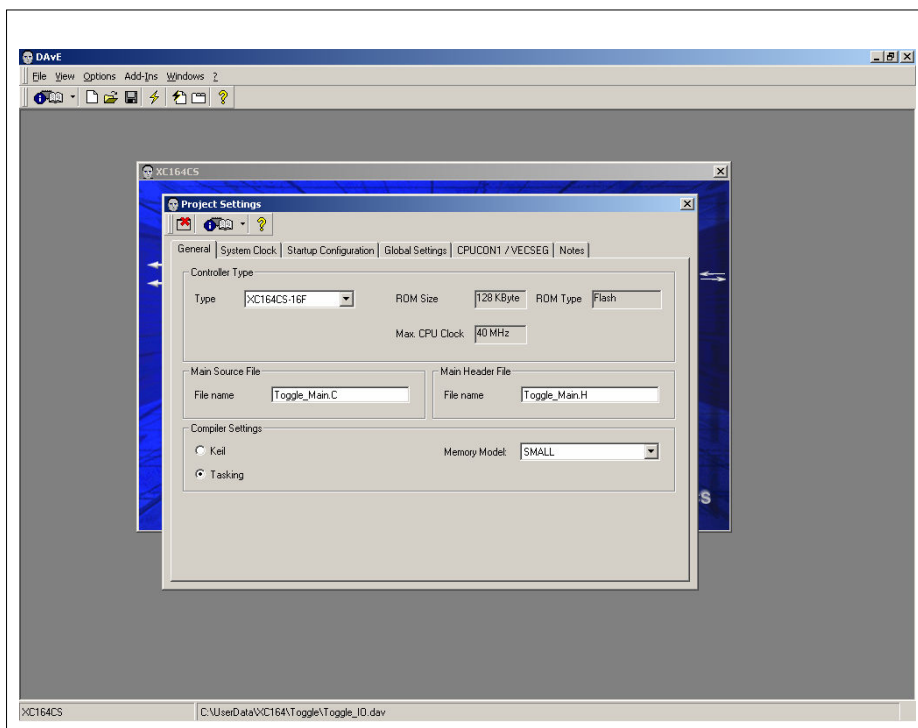 DAvE
File View Options Add-Ins Windows ?
XC164CS
Project Settings
General System Clock Startup Configuration Global Settings CPUCON1 / VECSEG Notes
Controller Type
Type XC164CS-16F ROM Size 128 KByte ROM Type Flash
Max. CPU Clock 40 MHz
Main Source File Main Header File
File name Toggle_Main.C File name Toggle_Main.H
Compiler Settings
Keil Memory Model: SMALL
Tasking
S
XC164CS C:\UserData\XC164\Toggle\Toggle_IO.dav